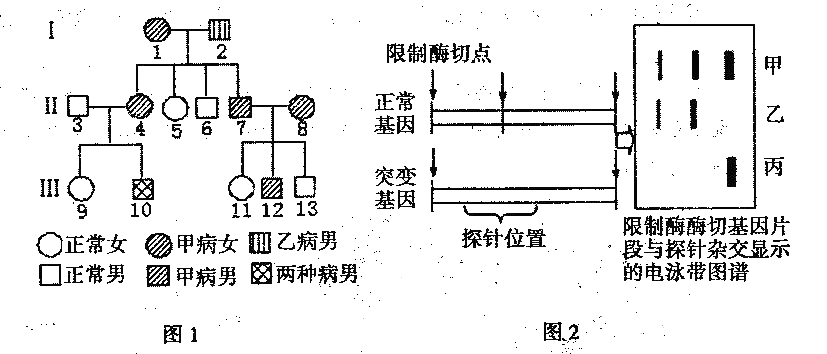 I
1
2
II
3
4
5
6
7
8
III
9
10
11
12
13
正常女
甲病女
乙病男
正常男
甲病男
两种病男
图1
限制酶切点
正常
基因
突变
基因
探针位置
甲
乙
丙
限制酶酶切基因片
段与探针杂交显示
的电泳带图谱
图2